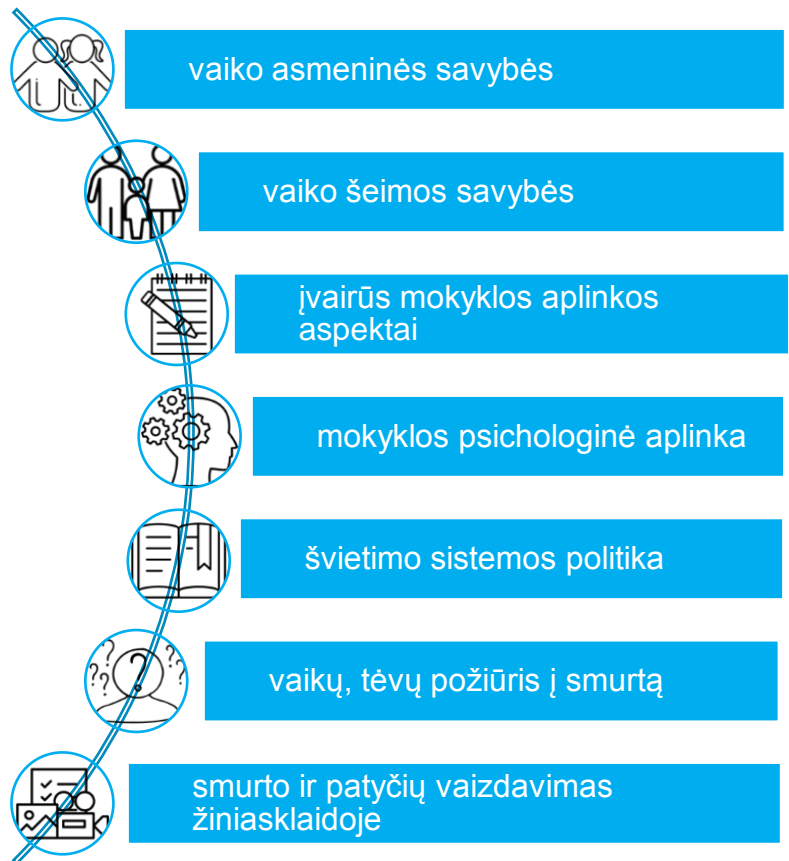 vaiko asmeninės savybės
vaiko šeimos savybės
įvairūs mokyklos aplinkos
aspektai
mokyklos psichologinė aplinka
švietimo sistemos politika
vaikų, tėvų požiūris į smurtą
smurto ir patyčių vaizdavimas
žiniasklaidoje